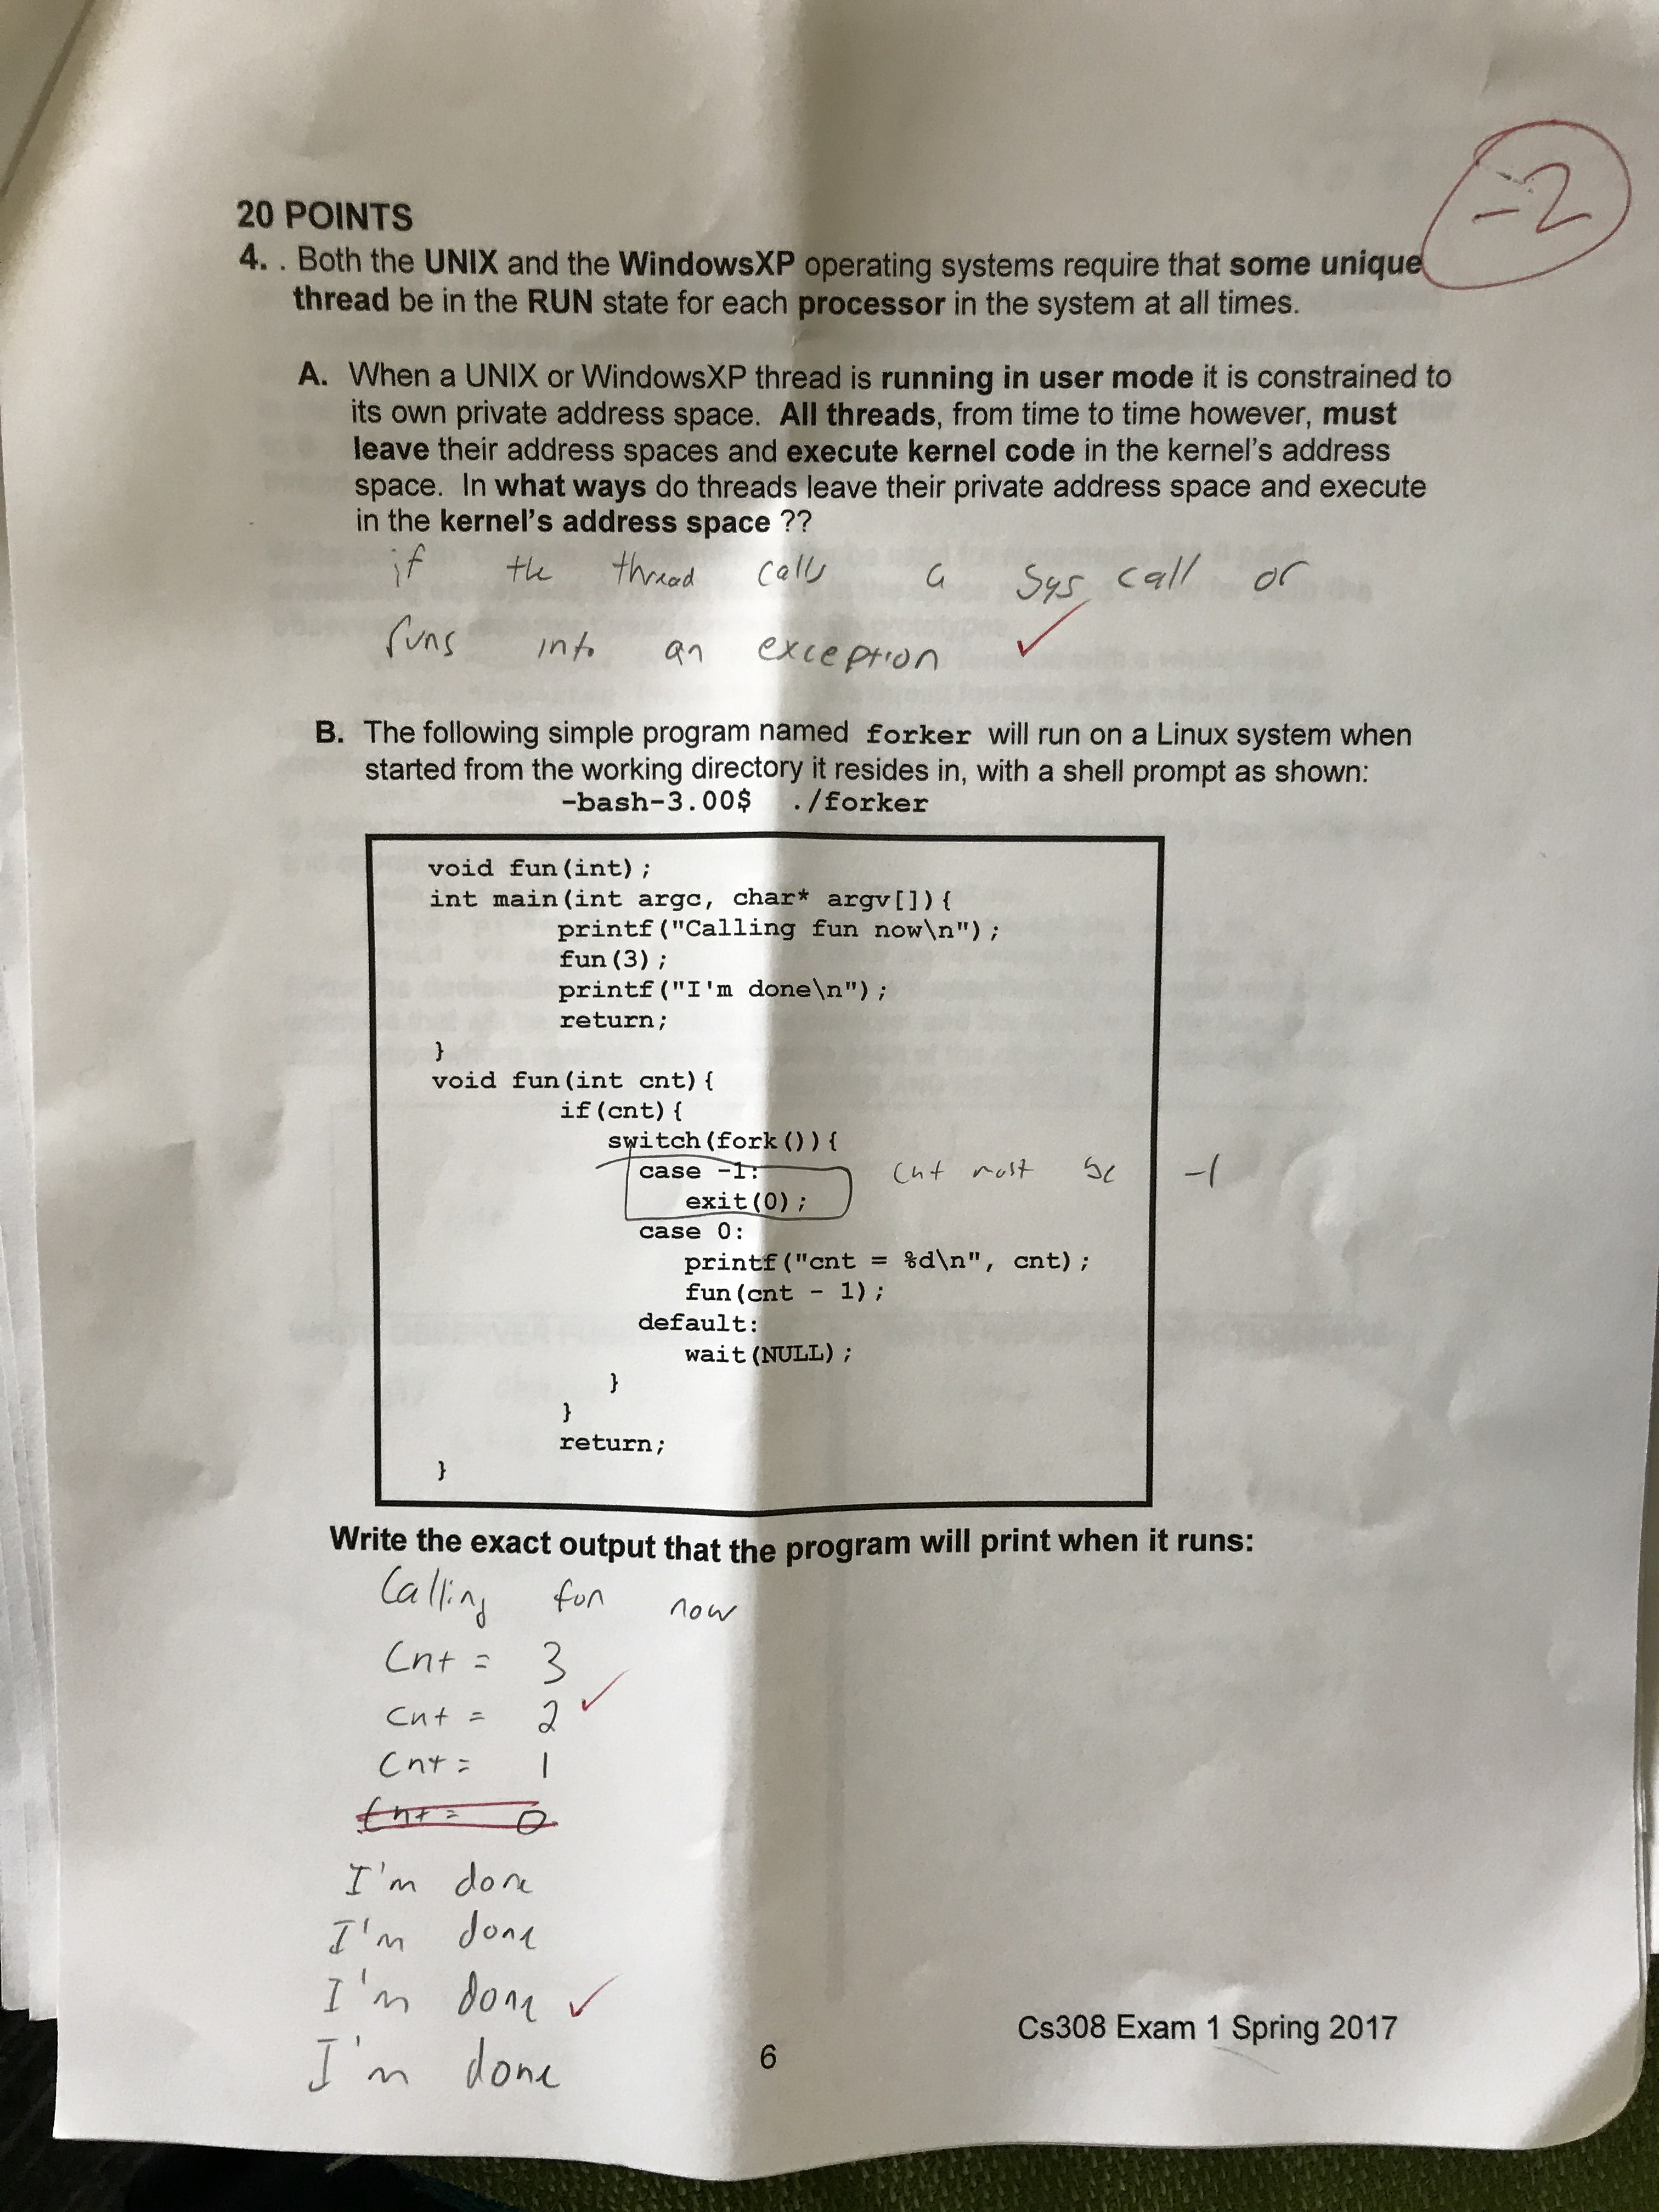 -2
20 POINTS
4. . Both the UNIX and the WindowsXP operating systems require that some unique
thread be in the RUN state for each processor in the system at all times.
A. When a UNIX or WindowsXP thread is running in user mode it is constrained to
its own private address space. All threads, from time to time however, must
leave their address spaces and execute kernel code in the kernel's address
space. In what ways do threads leave their private address space and execute
in the kernel's address space ??
if the thread calls a sys call or
runs into an exception
B. The following simple program named forker will run on a Linux system when
started from the working directory it resides in, with a shell prompt as shown:
-bash-3.00$ ./forker
void fun(int);
int main(int argc, char* argv[]){
printf("Calling fun now\n");
fun(3);
printf("I'm done\n");
return;
}
void fun(int cnt){
if(cnt){
switch(fork()){
case -1: cnt must be -1
exit(0);
case 0:
printf("cnt = %d\n", cnt);
fun(cnt - 1);
default:
wait(NULL);
}
}
return;
}
Write the exact output that the program will print when it runs:
Calling fun now
Cnt = 3
Cnt = 2
Cnt = 1
Cnt = 0
I'm done
I'm done
I'm done
I'm done
Cs308 Exam 1 Spring 2017
6